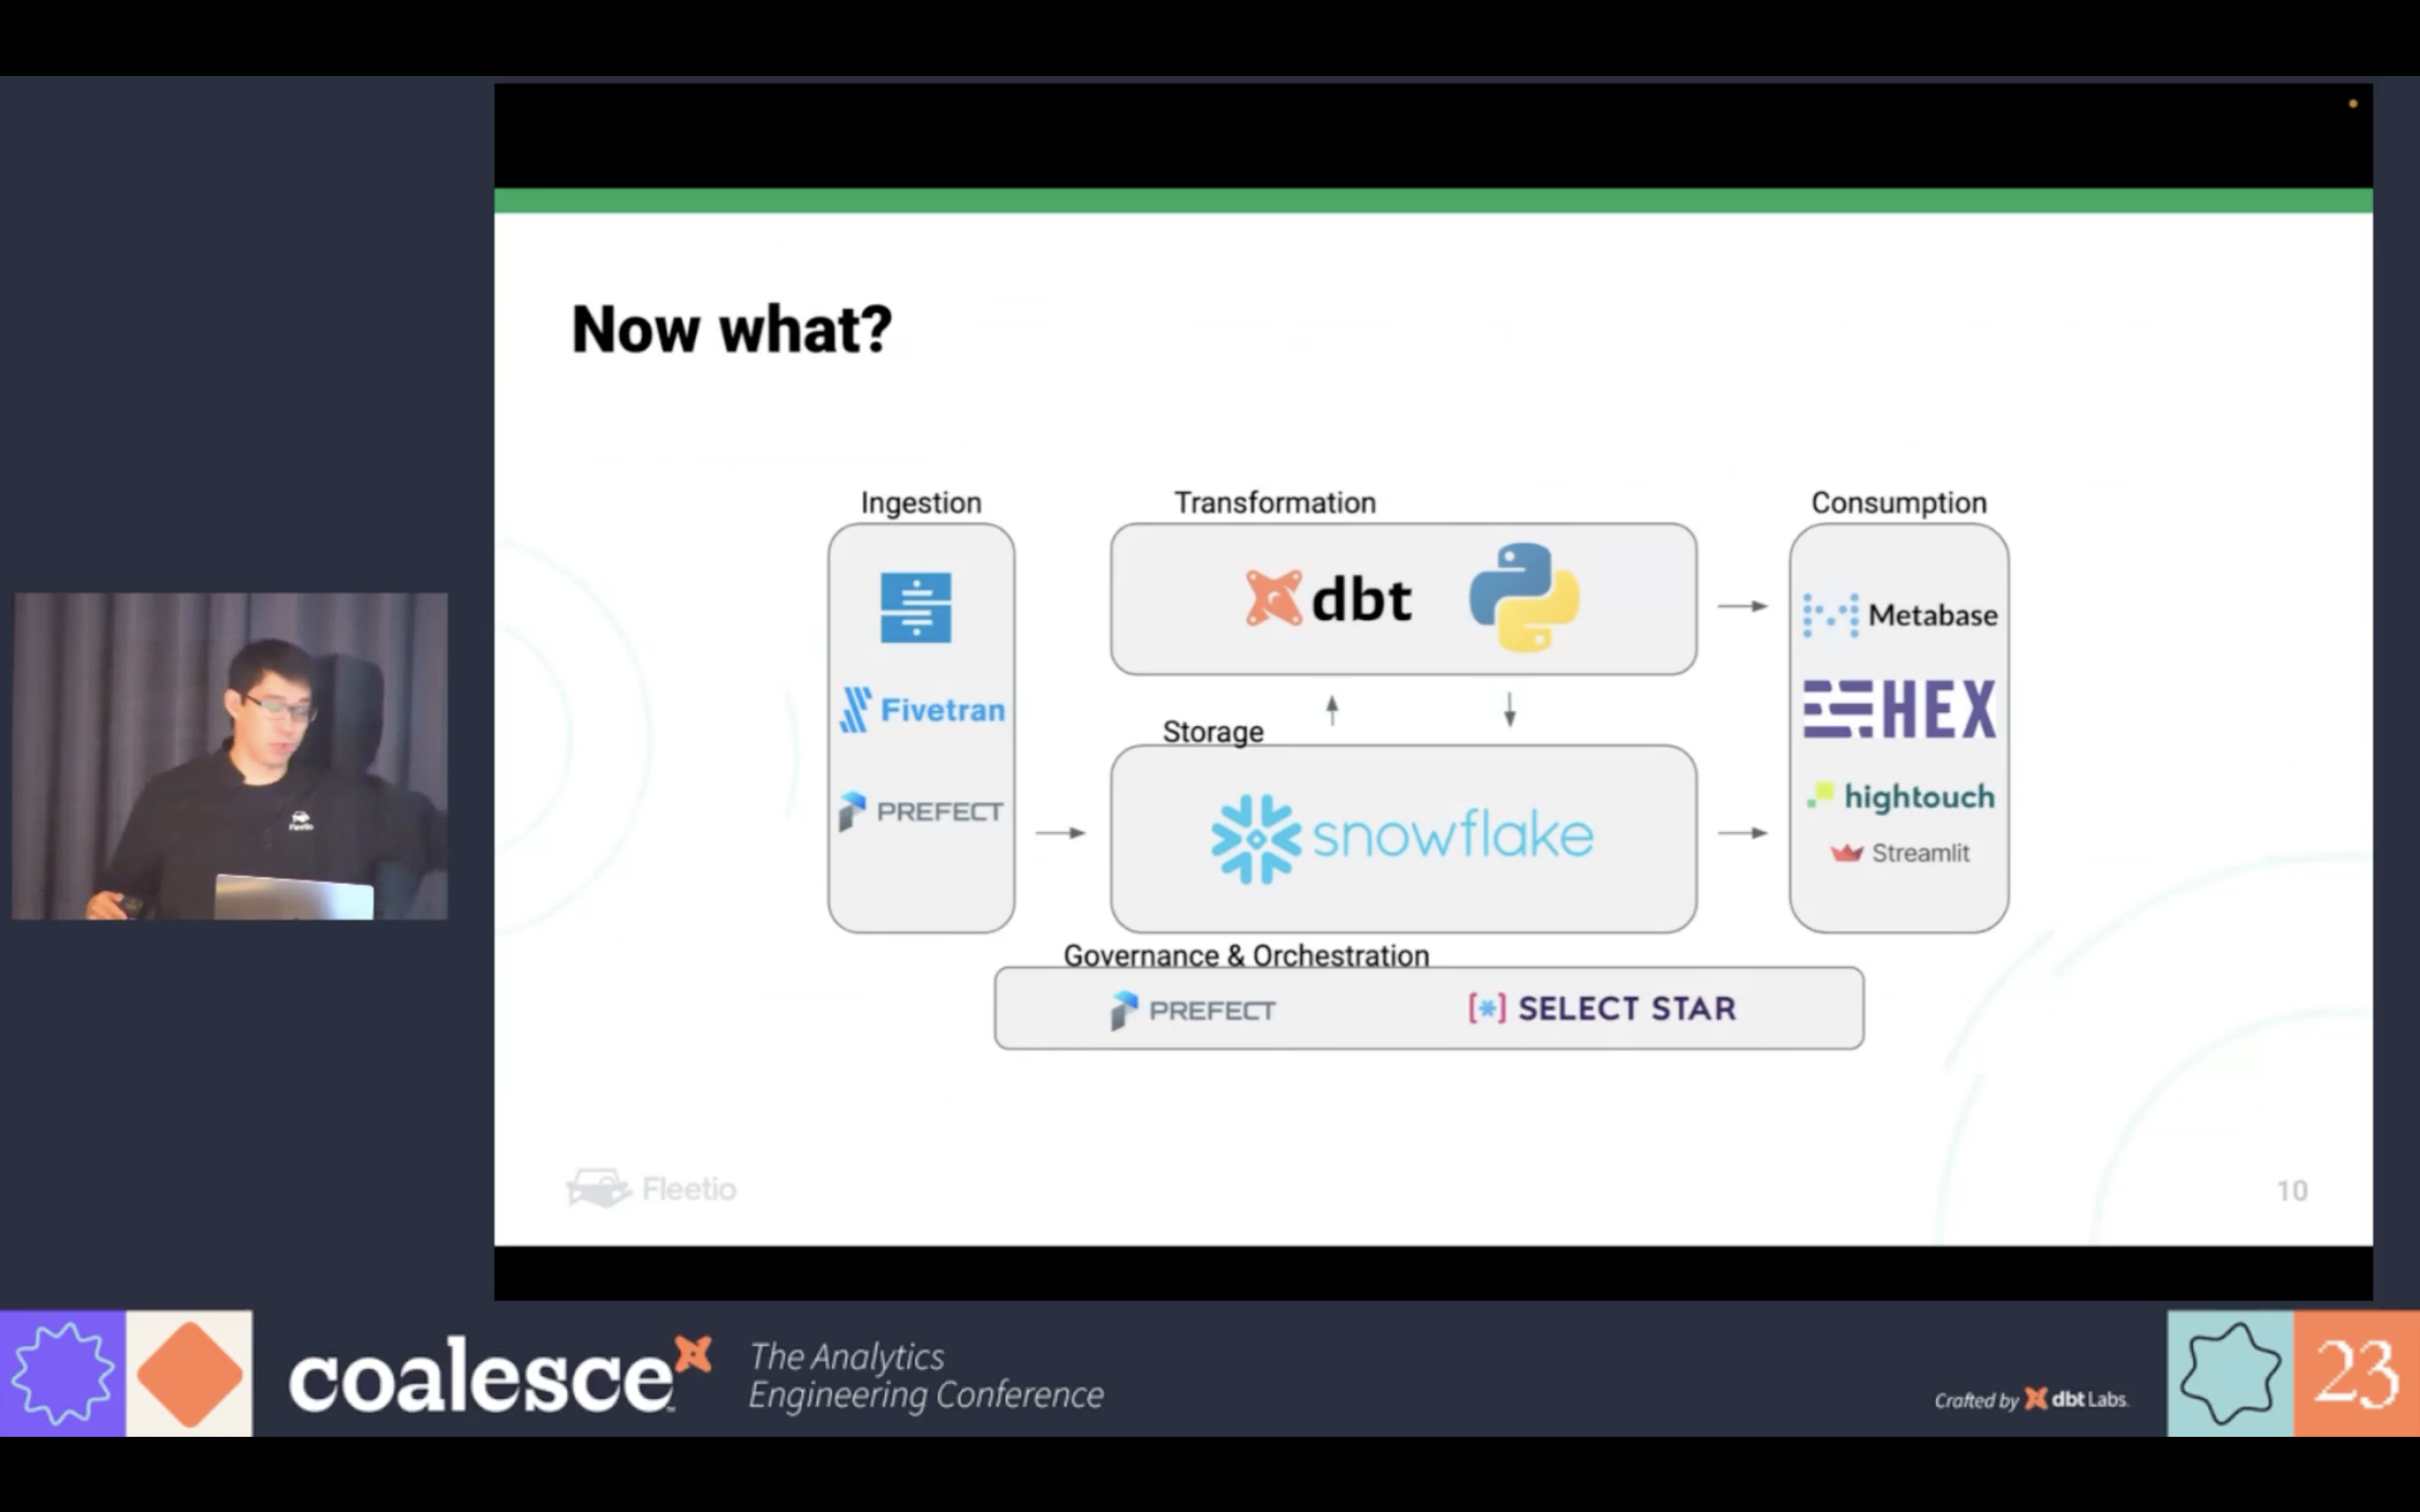 Now what?
Ingestion
Fivetran
PREFECT
Transformation
dbt
Storage
snowflake
Consumption
Metabase
HEX
hightouch
Streamlit
Governance & Orchestration
PREFECT
[*] SELECT STAR
Fleetio
10
Fleetio
coalesce
The Analytics
Engineering Conference
Crafted by dbt Labs
23